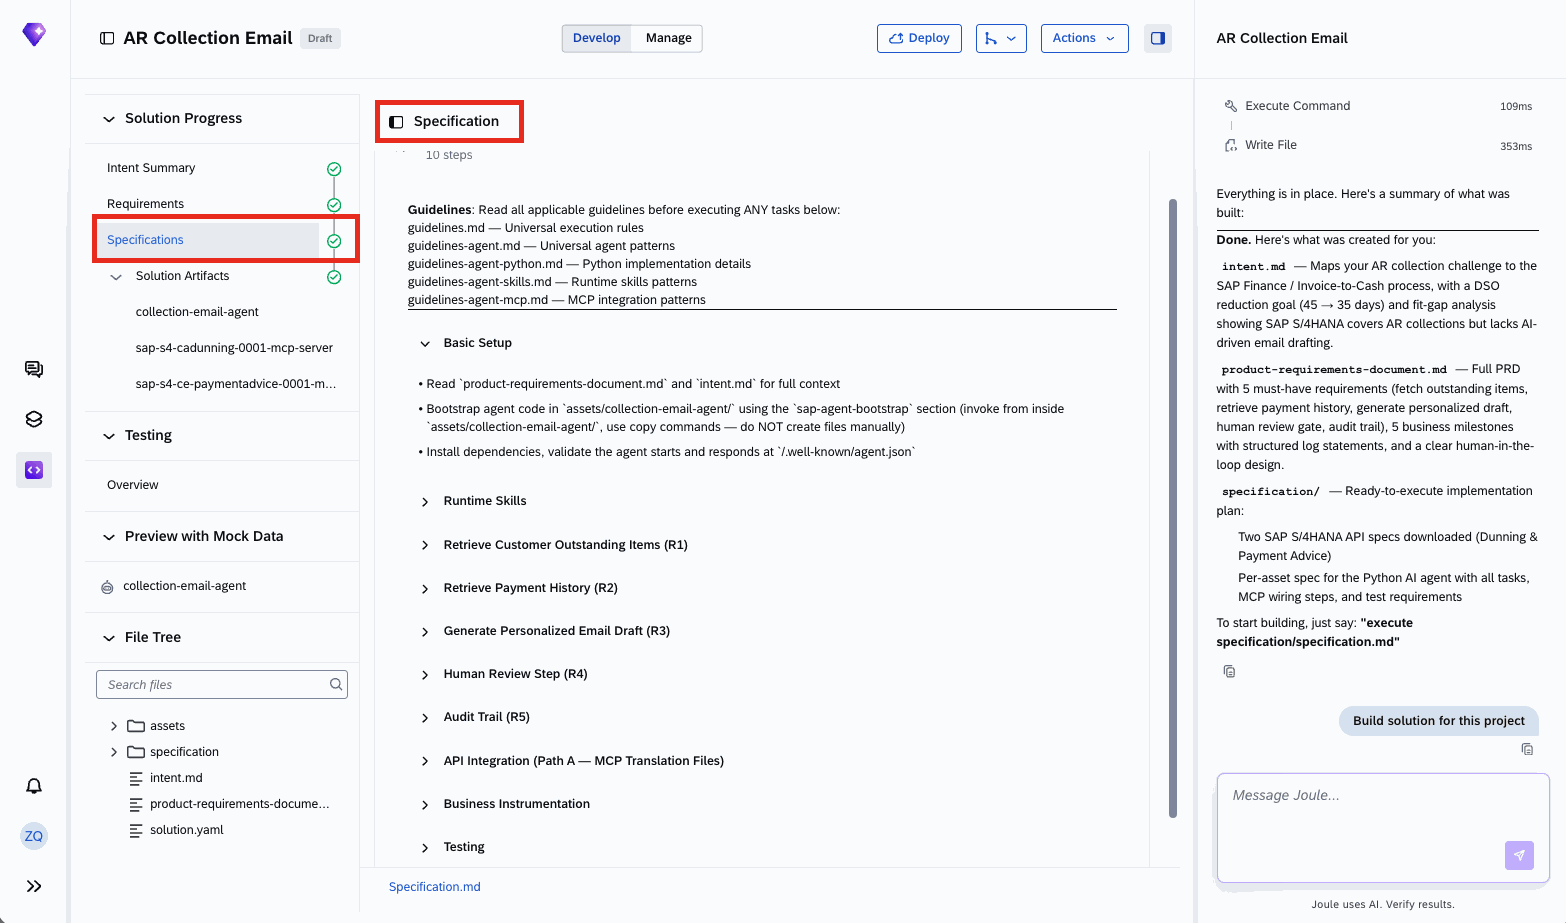 AR Collection Email
Draft
Develop
Manage
Deploy
Actions
AR Collection Email
Solution Progress
Intent Summary
Requirements
Specifications
Solution Artifacts
collection-email-agent
sap-s4-cadunning-0001-mcp-server
sap-s4-ce-paymentadvice-0001-m...
Testing
Overview
Preview with Mock Data
collection-email-agent
File Tree
Search files
assets
specification
intent.md
product-requirements-docume...
solution.yaml
ZQ
Specification
10 steps
Guidelines: Read all applicable guidelines before executing ANY tasks below:
guidelines.md — Universal execution rules
guidelines-agent.md — Universal agent patterns
guidelines-agent-python.md — Python implementation details
guidelines-agent-skills.md — Runtime skills patterns
guidelines-agent-mcp.md — MCP integration patterns
Basic Setup
• Read `product-requirements-document.md` and `intent.md` for full context
• Bootstrap agent code in `assets/collection-email-agent/` using the `sap-agent-bootstrap` section (invoke from inside
`assets/collection-email-agent/`, use copy commands — do NOT create files manually)
• Install dependencies, validate the agent starts and responds at `/.well-known/agent.json`
Runtime Skills
Retrieve Customer Outstanding Items (R1)
Retrieve Payment History (R2)
Generate Personalized Email Draft (R3)
Human Review Step (R4)
Audit Trail (R5)
API Integration (Path A — MCP Translation Files)
Business Instrumentation
Testing
Specification.md
Execute Command 109ms
Write File 353ms
Everything is in place. Here's a summary of what was
built:
Done. Here's what was created for you:
intent.md — Maps your AR collection challenge to the
SAP Finance / Invoice-to-Cash process, with a DSO
reduction goal (45 → 35 days) and fit-gap analysis
showing SAP S/4HANA covers AR collections but lacks AI-
driven email drafting.
product-requirements-document.md — Full PRD
with 5 must-have requirements (fetch outstanding items,
retrieve payment history, generate personalized draft,
human review gate, audit trail), 5 business milestones
with structured log statements, and a clear human-in-the-
loop design.
specification/ — Ready-to-execute implementation
plan:
Two SAP S/4HANA API specs downloaded (Dunning &
Payment Advice)
Per-asset spec for the Python AI agent with all tasks,
MCP wiring steps, and test requirements
To start building, just say: "execute
specification/specification.md"
Build solution for this project
Message Joule...
Joule uses AI. Verify results.